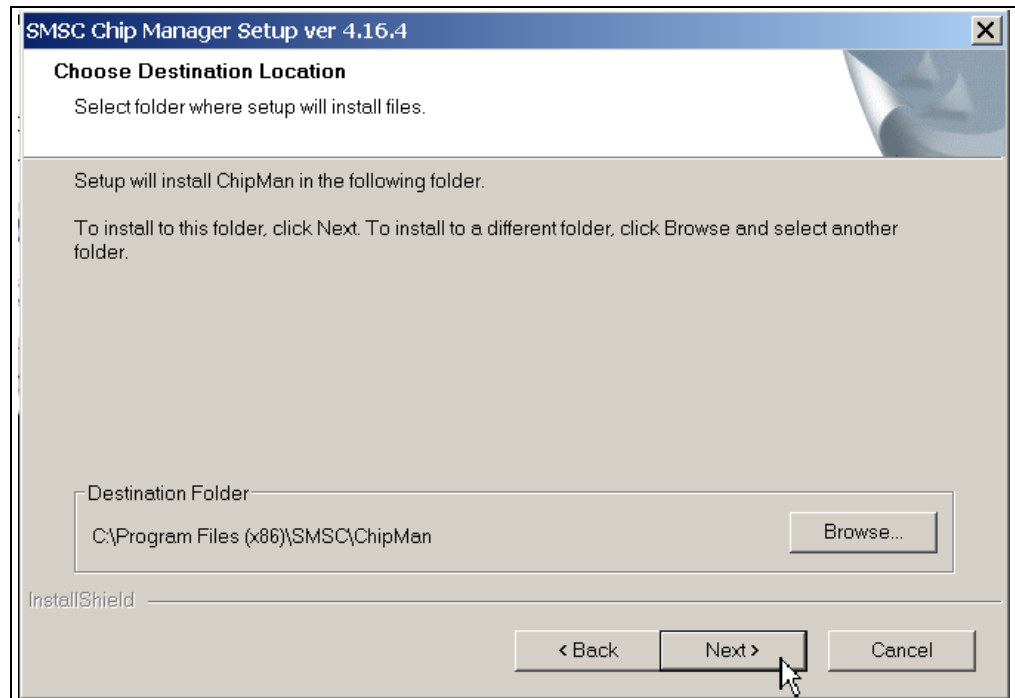 SMSC Chip Manager Setup ver 4.16.4
Choose Destination Location
Select folder where setup will install files.
Setup will install ChipMan in the following folder.
To install to this folder, click Next. To install to a different folder, click Browse and select another
folder.
Destination Folder
C:\Program Files (x86)\SMSC\ChipMan
Browse...
InstallShield
< Back
Next >
Cancel